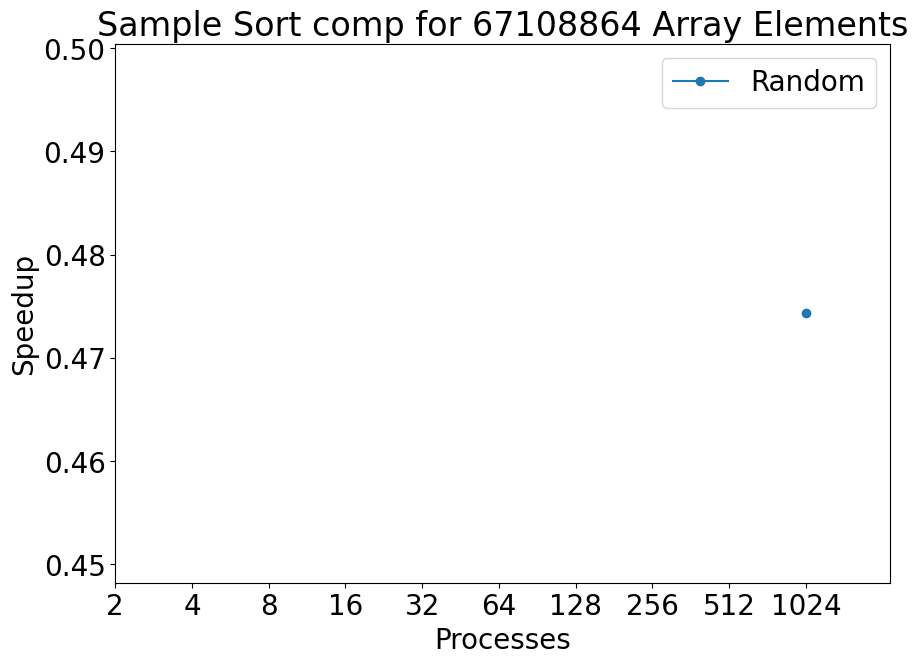 Sample Sort comp for 67108864 Array Elements
Random
0.50
0.49
0.48
0.47
0.46
0.45
Speedup
2 4 8 16 32 64 128 256 512 1024
Processes